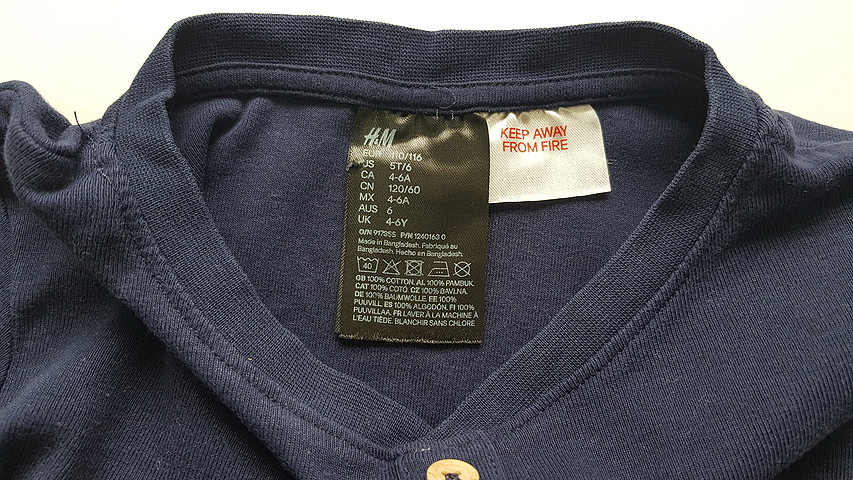 H&M
EUR 110/116
US 5T/6
CA 4-6A
CN 120/60
MX 4-6A
AUS 6
UK 4-6Y
O/N 917355 P/N 1240163 0
Made in Bangladesh. Fabriqué au
Bangladesh. Hecho en Bangladesh.
40
GB 100% COTTON. AL 100% PAMBUK.
CAT 100% COTÓ. CZ 100% BAVLNA.
DE 100% BAUMWOLLE. EE 100%
PUUVILL. ES 100% ALGODÓN. FI 100%
PUUVILLAA. FR LAVER À LA MACHINE À
L'EAU TIÈDE. BLANCHIR SANS CHLORE
KEEP AWAY
FROM FIRE